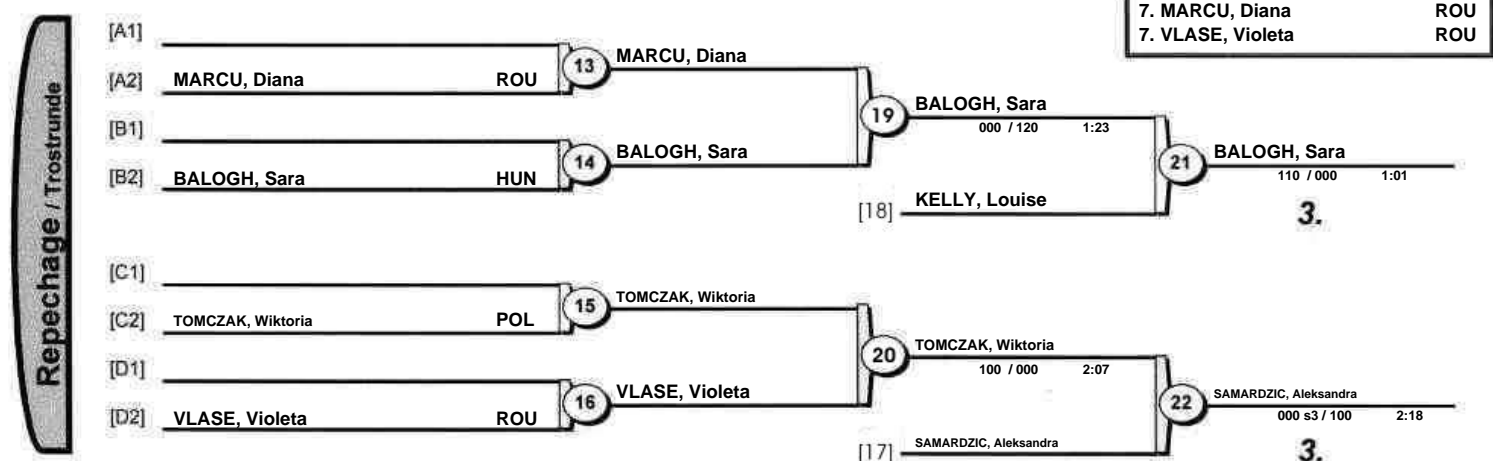 7. MARCU, Diana ROU
7. VLASE, Violeta ROU
Repechage / Trostrunde
[A1]
[A2] MARCU, Diana ROU
13 MARCU, Diana
[B1]
[B2] BALOGH, Sara HUN
14 BALOGH, Sara
19 BALOGH, Sara
000 / 120 1:23
[18] KELLY, Louise
21 BALOGH, Sara
110 / 000 1:01
3.
[C1]
[C2] TOMCZAK, Wiktoria POL
15 TOMCZAK, Wiktoria
[D1]
[D2] VLASE, Violeta ROU
16 VLASE, Violeta
20 TOMCZAK, Wiktoria
100 / 000 2:07
[17] SAMARDZIC, Aleksandra
22 SAMARDZIC, Aleksandra
000 s3 / 100 2:18
3.